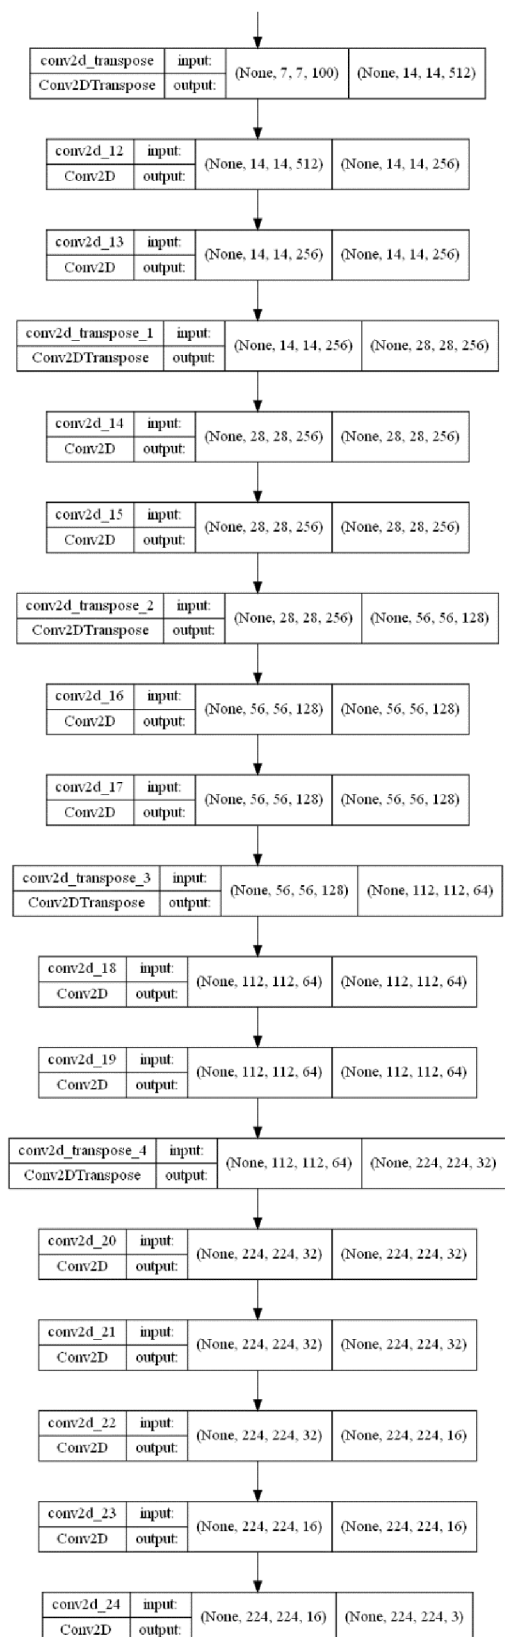 conv2d_transpose input: (None, 7, 7, 100) (None, 14, 14, 512)
Conv2DTranspose output:
conv2d_12 input: (None, 14, 14, 512) (None, 14, 14, 256)
Conv2D output:
conv2d_13 input: (None, 14, 14, 256) (None, 14, 14, 256)
Conv2D output:
conv2d_transpose_1 input: (None, 14, 14, 256) (None, 28, 28, 256)
Conv2DTranspose output:
conv2d_14 input: (None, 28, 28, 256) (None, 28, 28, 256)
Conv2D output:
conv2d_15 input: (None, 28, 28, 256) (None, 28, 28, 256)
Conv2D output:
conv2d_transpose_2 input: (None, 28, 28, 256) (None, 56, 56, 128)
Conv2DTranspose output:
conv2d_16 input: (None, 56, 56, 128) (None, 56, 56, 128)
Conv2D output:
conv2d_17 input: (None, 56, 56, 128) (None, 56, 56, 128)
Conv2D output:
conv2d_transpose_3 input: (None, 56, 56, 128) (None, 112, 112, 64)
Conv2DTranspose output:
conv2d_18 input: (None, 112, 112, 64) (None, 112, 112, 64)
Conv2D output:
conv2d_19 input: (None, 112, 112, 64) (None, 112, 112, 64)
Conv2D output:
conv2d_transpose_4 input: (None, 112, 112, 64) (None, 224, 224, 32)
Conv2DTranspose output:
conv2d_20 input: (None, 224, 224, 32) (None, 224, 224, 32)
Conv2D output:
conv2d_21 input: (None, 224, 224, 32) (None, 224, 224, 32)
Conv2D output:
conv2d_22 input: (None, 224, 224, 32) (None, 224, 224, 16)
Conv2D output:
conv2d_23 input: (None, 224, 224, 16) (None, 224, 224, 16)
Conv2D output:
conv2d_24 input: (None, 224, 224, 16) (None, 224, 224, 3)
Conv2D output: